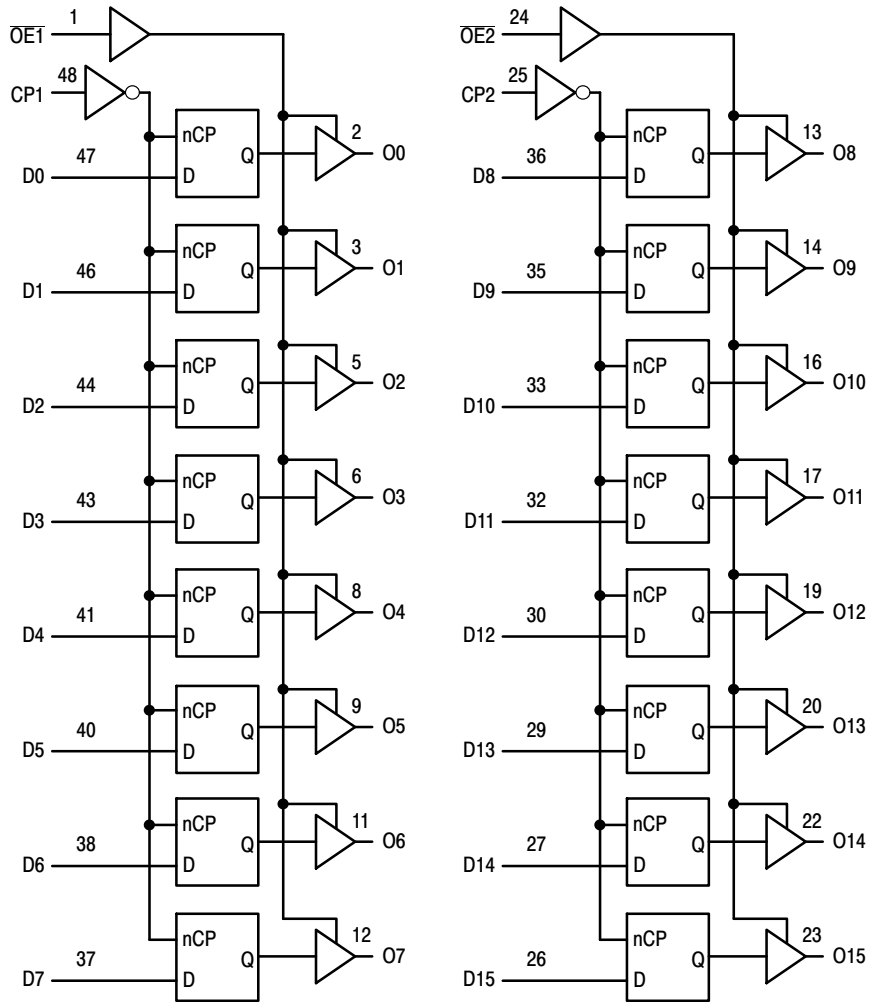 1
O̅E̅1̅
48
CP1
nCP
2
47
Q
O0
D0
D
nCP
3
46
Q
O1
D1
D
nCP
5
44
Q
O2
D2
D
nCP
6
43
Q
O3
D3
D
nCP
8
41
Q
O4
D4
D
nCP
9
40
Q
O5
D5
D
nCP
11
38
Q
O6
D6
D
nCP
12
37
Q
O7
D7
D
24
O̅E̅2̅
25
CP2
nCP
13
36
Q
O8
D8
D
nCP
14
35
Q
O9
D9
D
nCP
16
33
Q
O10
D10
D
nCP
17
32
Q
O11
D11
D
nCP
19
30
Q
O12
D12
D
nCP
20
29
Q
O13
D13
D
nCP
22
27
Q
O14
D14
D
nCP
23
26
Q
O15
D15
D